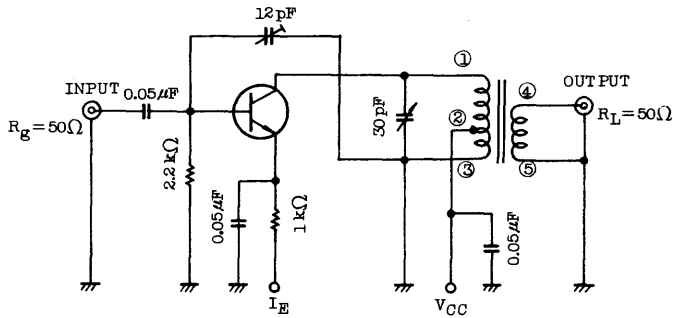 12pF
INPUT
0.05μF
Rg=50Ω
2.2kΩ
0.05μF
1kΩ
IE
30pF
①
②
③
④
⑤
OUTPUT
RL=50Ω
0.05μF
VCC